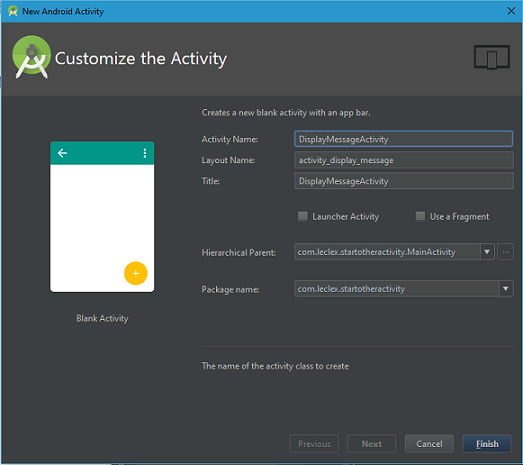 New Android Activity
Customize the Activity
Creates a new blank activity with an app bar.
Activity Name: DisplayMessageActivity
Layout Name: activity_display_message
Title: DisplayMessageActivity
Launcher Activity Use a Fragment
Hierarchical Parent: com.leclex.startotheractivity.MainActivity ...
Package name: com.leclex.startotheractivity
Blank Activity
The name of the activity class to create
Previous Next Cancel Finish